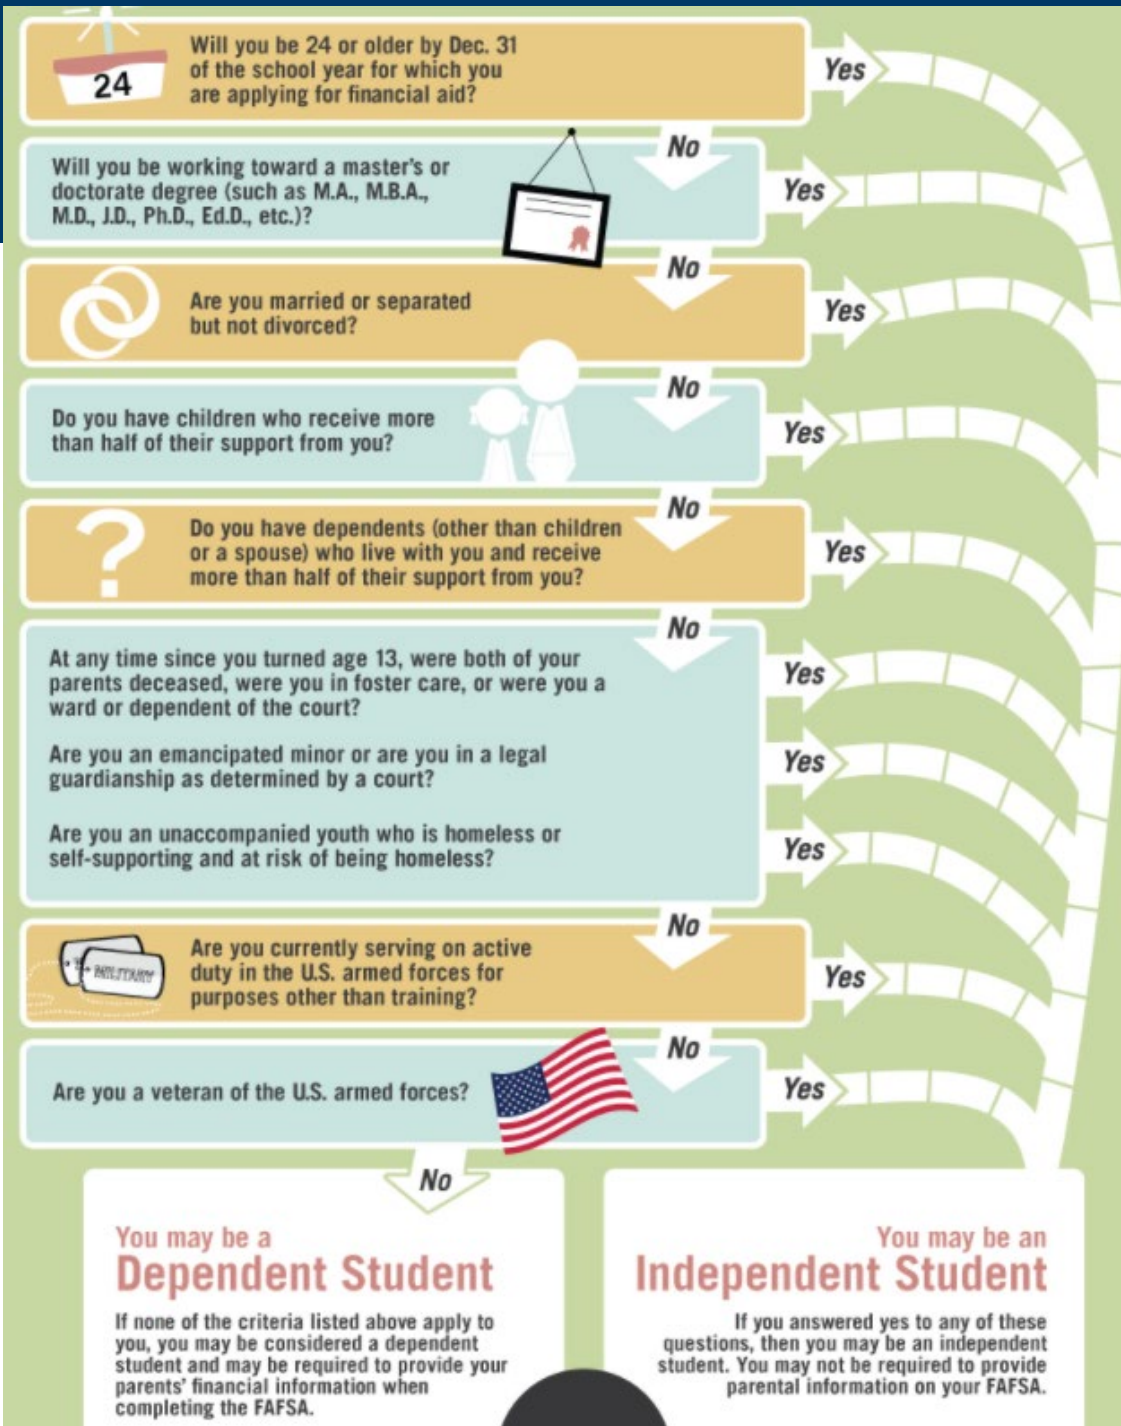 24
Will you be 24 or older by Dec. 31
of the school year for which you
are applying for financial aid?
Yes
No
Will you be working toward a master's or
doctorate degree (such as M.A., M.B.A.,
M.D., J.D., Ph.D., Ed.D., etc.)?
Yes
No
Are you married or separated
but not divorced?
Yes
No
Do you have children who receive more
than half of their support from you?
Yes
No
?
Do you have dependents (other than children
or a spouse) who live with you and receive
more than half of their support from you?
Yes
No
At any time since you turned age 13, were both of your
parents deceased, were you in foster care, or were you a
ward or dependent of the court?
Yes
Are you an emancipated minor or are you in a legal
guardianship as determined by a court?
Yes
Are you an unaccompanied youth who is homeless or
self-supporting and at risk of being homeless?
Yes
No
MILITARY
Are you currently serving on active
duty in the U.S. armed forces for
purposes other than training?
Yes
No
Are you a veteran of the U.S. armed forces?
Yes
No
You may be a
Dependent Student
If none of the criteria listed above apply to
you, you may be considered a dependent
student and may be required to provide your
parents' financial information when
completing the FAFSA.
You may be an
Independent Student
If you answered yes to any of these
questions, then you may be an independent
student. You may not be required to provide
parental information on your FAFSA.